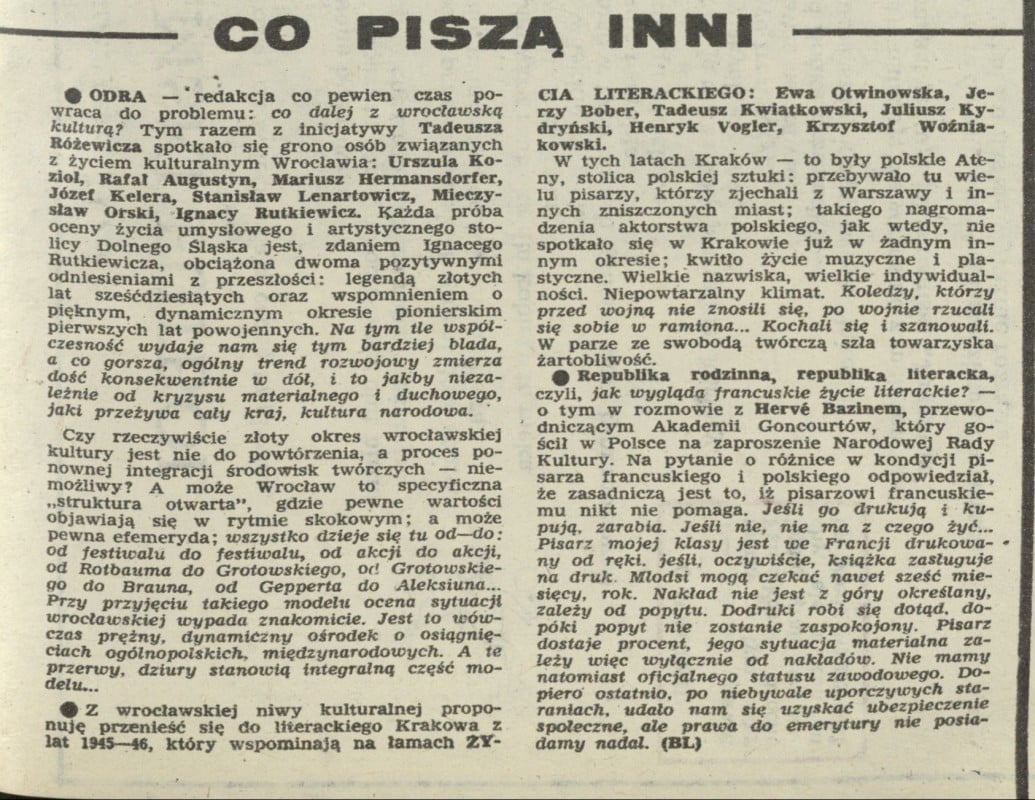 CO PISZĄ INNI
● ODRA — redakcja co pewien czas po-
wraca do problemu: co dalej z wrocławską
kulturą? Tym razem z inicjatywy Tadeusza
Różewicza spotkało się grono osób związanych
z życiem kulturalnym Wrocławia: Urszula Ko-
zioł, Rafał Augustyn, Mariusz Hermansdorfer,
Józef Kelera, Stanisław Lenartowicz, Mieczy-
sław Orski, Ignacy Rutkiewicz. Każda próba
oceny życia umysłowego i artystycznego sto-
licy Dolnego Śląska jest, zdaniem Ignacego
Rutkiewicza, obciążona dwoma pozytywnymi
odniesieniami z przeszłości: legendą złotych
lat sześćdziesiątych oraz wspomnieniem o
pięknym, dynamicznym okresie pionierskim
pierwszych lat powojennych. Na tym tle współ-
czesność wydaje nam się tym bardziej blada,
a co gorsza, ogólny trend rozwojowy zmierza
dość konsekwentnie w dół, i to jakby nieza-
leżnie od kryzysu materialnego i duchowego,
jaki przeżywa cały kraj, kultura narodowa.
Czy rzeczywiście złoty okres wrocławskiej
kultury jest nie do powtórzenia, a proces po-
nownej integracji środowisk twórczych — nie-
możliwy? A może Wrocław to specyficzna
„struktura otwarta”, gdzie pewne wartości
objawiają się w rytmie skokowym; a może
pewna efemeryda; wszystko dzieje się tu od—do:
od festiwalu do festiwalu, od akcji do akcji,
od Rotbauma do Grotowskiego, od Grotowskie-
go do Brauna, od Gepperta do Aleksiuna...
Przy przyjęciu takiego modelu ocena sytuacji
wrocławskiej wypada znakomicie. Jest to wów-
czas prężny, dynamiczny ośrodek o osiągnię-
ciach ogólnopolskich, międzynarodowych. A te
przerwy, dziury stanowią integralną część mo-
delu...
● Z wrocławskiej niwy kulturalnej propo-
nuję przenieść się do literackiego Krakowa z
lat 1945—46, który wspominają na łamach ŻY-
CIA LITERACKIEGO: Ewa Otwinowska, Je-
rzy Bober, Tadeusz Kwiatkowski, Juliusz Ky-
dryński, Henryk Vogler, Krzysztof Woźnia-
kowski.
W tych latach Kraków — to były polskie Ate-
ny, stolica polskiej sztuki: przebywało tu wie-
lu pisarzy, którzy zjechali z Warszawy i in-
nych zniszczonych miast; takiego nagroma-
dzenia aktorstwa polskiego, jak wtedy, nie
spotkało się w Krakowie już w żadnym in-
nym okresie; kwitło życie muzyczne i pla-
styczne. Wielkie nazwiska, wielkie indywidual-
ności. Niepowtarzalny klimat. Koledzy, którzy
przed wojną nie znosili się, po wojnie rzucali
się sobie w ramiona... Kochali się i szanowali.
W parze ze swobodą twórczą szła towarzyska
żartobliwość.
● Republika rodzinna, republika literacka,
czyli, jak wygląda francuskie życie literackie? —
o tym w rozmowie z Hervé Bazinem, przewo-
dniczącym Akademii Goncourtów, który go-
ścił w Polsce na zaproszenie Narodowej Rady
Kultury. Na pytanie o różnice w kondycji pi-
sarza francuskiego i polskiego odpowiedział,
że zasadniczą jest to, iż pisarzowi francuskie-
mu nikt nie pomaga. Jeśli go drukują i ku-
pują, zarabia. Jeśli nie, nie ma z czego żyć...
Pisarz mojej klasy jest we Francji drukowa-
ny od ręki, jeśli, oczywiście, książka zasługuje
na druk. Młodsi mogą czekać nawet sześć mie-
sięcy, rok. Nakład nie jest z góry określany,
zależy od popytu. Dodruki robi się dotąd, do-
póki popyt nie zostanie zaspokojony. Pisarz
dostaje procent, jego sytuacja materialna za-
leży więc wyłącznie od nakładów. Nie mamy
natomiast oficjalnego statusu zawodowego. Do-
piero ostatnio, po niebywale uporczywych sta-
raniach, udało nam się uzyskać ubezpieczenie
społeczne, ale prawa do emerytury nie posia-
damy nadal. (BL)